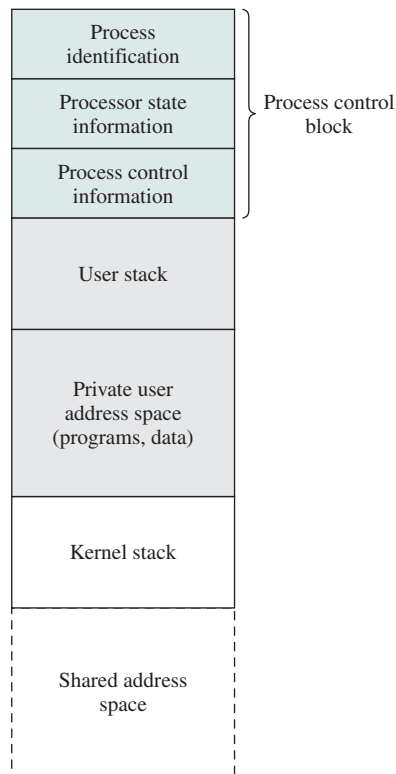 Process
identification
Processor state
information
Process control
block
Process control
information
User stack
Private user
address space
(programs, data)
Kernel stack
Shared address
space